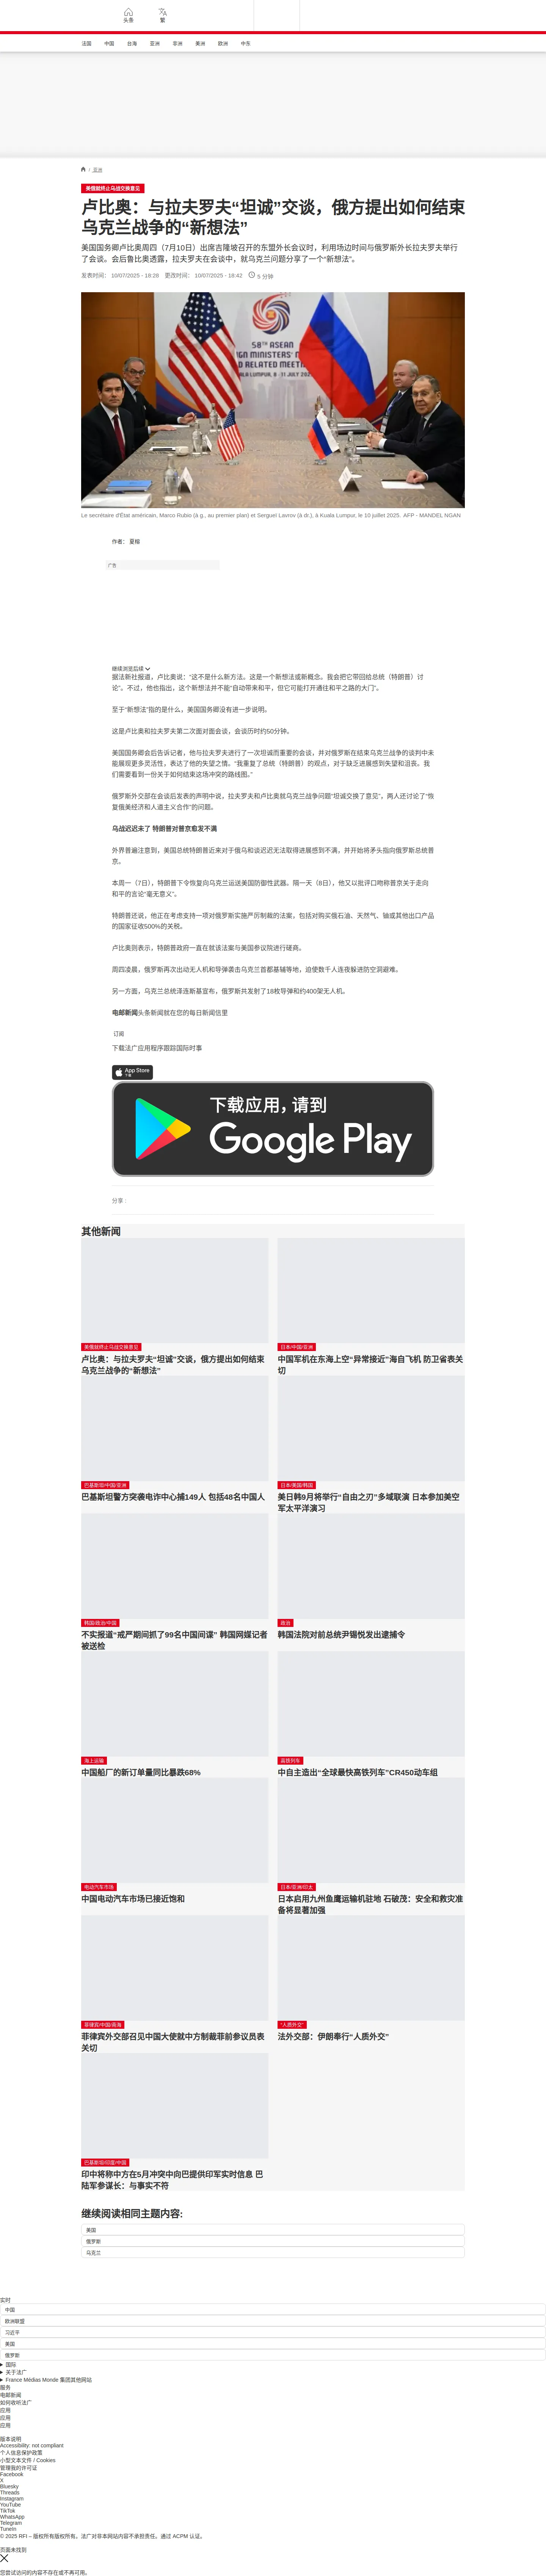 头条
繁
法国 中国 台海 亚洲 非洲 美洲 欧洲 中东
/ 亚洲
美俄就终止乌战交换意见
卢比奥：与拉夫罗夫“坦诚”交谈，俄方提出如何结束
乌克兰战争的“新想法”
美国国务卿卢比奥周四（7月10日）出席吉隆坡召开的东盟外长会议时，利用场边时间与俄罗斯外长拉夫罗夫举行
了会谈。会后鲁比奥透露，拉夫罗夫在会谈中，就乌克兰问题分享了一个“新想法”。
发表时间： 10/07/2025 - 18:28 更改时间： 10/07/2025 - 18:42 5 分钟
58TH ASEAN
KUALA LUMPUR, 8-11 JULY 2025
Le secrétaire d'État américain, Marco Rubio (à g., au premier plan) et Sergueï Lavrov (à dr.), à Kuala Lumpur, le 10 juillet 2025. AFP - MANDEL NGAN
作者： 夏榕
广告
继续浏览后续
据法新社报道，卢比奥说：“这不是什么新方法。这是一个新想法或新概念。我会把它带回给总统（特朗普）讨
论”。不过，他也指出，这个新想法并不能“自动带来和平，但它可能打开通往和平之路的大门”。
至于“新想法”指的是什么，美国国务卿没有进一步说明。
这是卢比奥和拉夫罗夫第二次面对面会谈，会谈历时约50分钟。
美国国务卿会后告诉记者，他与拉夫罗夫进行了一次坦诚而重要的会谈，并对俄罗斯在结束乌克兰战争的谈判中未
能展现更多灵活性，表达了他的失望之情。“我重复了总统（特朗普）的观点，对于缺乏进展感到失望和沮丧。我
们需要看到一份关于如何结束这场冲突的路线图。”
俄罗斯外交部在会谈后发表的声明中说，拉夫罗夫和卢比奥就乌克兰战争问题“坦诚交换了意见”。两人还讨论了“恢
复俄美经济和人道主义合作”的问题。
乌战迟迟未了 特朗普对普京愈发不满
外界普遍注意到，美国总统特朗普近来对于俄乌和谈迟迟无法取得进展感到不满，并开始将矛头指向俄罗斯总统普
京。
本周一（7日），特朗普下令恢复向乌克兰运送美国防御性武器。隔一天（8日），他又以批评口吻称普京关于走向
和平的言论“毫无意义”。
特朗普还说，他正在考虑支持一项对俄罗斯实施严厉制裁的法案，包括对购买俄石油、天然气、铀或其他出口产品
的国家征收500%的关税。
卢比奥则表示，特朗普政府一直在就该法案与美国参议院进行磋商。
周四凌晨，俄罗斯再次出动无人机和导弹袭击乌克兰首都基辅等地，迫使数千人连夜躲进防空洞避难。
另一方面，乌克兰总统泽连斯基宣布，俄罗斯共发射了18枚导弹和约400架无人机。
电邮新闻头条新闻就在您的每日新闻信里
订阅
下载法广应用程序跟踪国际时事
App Store
下载
下载应用，请到
Google Play
分享 :
其他新闻
美俄就终止乌战交换意见
卢比奥：与拉夫罗夫“坦诚”交谈，俄方提出如何结束
乌克兰战争的“新想法”
日本/中国/亚洲
中国军机在东海上空“异常接近”海自飞机 防卫省表关
切
巴基斯坦/中国/亚洲
巴基斯坦警方突袭电诈中心捕149人 包括48名中国人
日本/美国/韩国
美日韩9月将举行“自由之刃”多域联演 日本参加美空
军太平洋演习
韩国/政治/中国
不实报道“戒严期间抓了99名中国间谍” 韩国网媒记者
被送检
政治
韩国法院对前总统尹锡悦发出逮捕令
海上运输
中国船厂的新订单量同比暴跌68%
高铁列车
中自主造出“全球最快高铁列车”CR450动车组
电动汽车市场
中国电动汽车市场已接近饱和
日本/亚洲/印太
日本启用九州鱼鹰运输机驻地 石破茂：安全和救灾准
备将显著加强
菲律宾/中国/南海
菲律宾外交部召见中国大使就中方制裁菲前参议员表
关切
“人质外交”
法外交部：伊朗奉行“人质外交”
巴基斯坦/印度/中国
印中将称中方在5月冲突中向巴提供印军实时信息 巴
陆军参谋长：与事实不符
继续阅读相同主题内容:
美国
俄罗斯
乌克兰
实时
中国
欧洲联盟
习近平
美国
俄罗斯
国际
关于法广
France Médias Monde 集团其他网站
服务
电邮新闻
如何收听法广
应用
应用
应用
版本说明
Accessibility: not compliant
个人信息保护政策
小型文本文件 / Cookies
管理我的许可证
Facebook
X
Bluesky
Threads
Instagram
YouTube
TikTok
WhatsApp
Telegram
TuneIn
© 2025 RFI – 版权所有版权所有。法广对非本网站内容不承担责任。通过 ACPM 认证。
页面未找到
您尝试访问的内容不存在或不再可用。